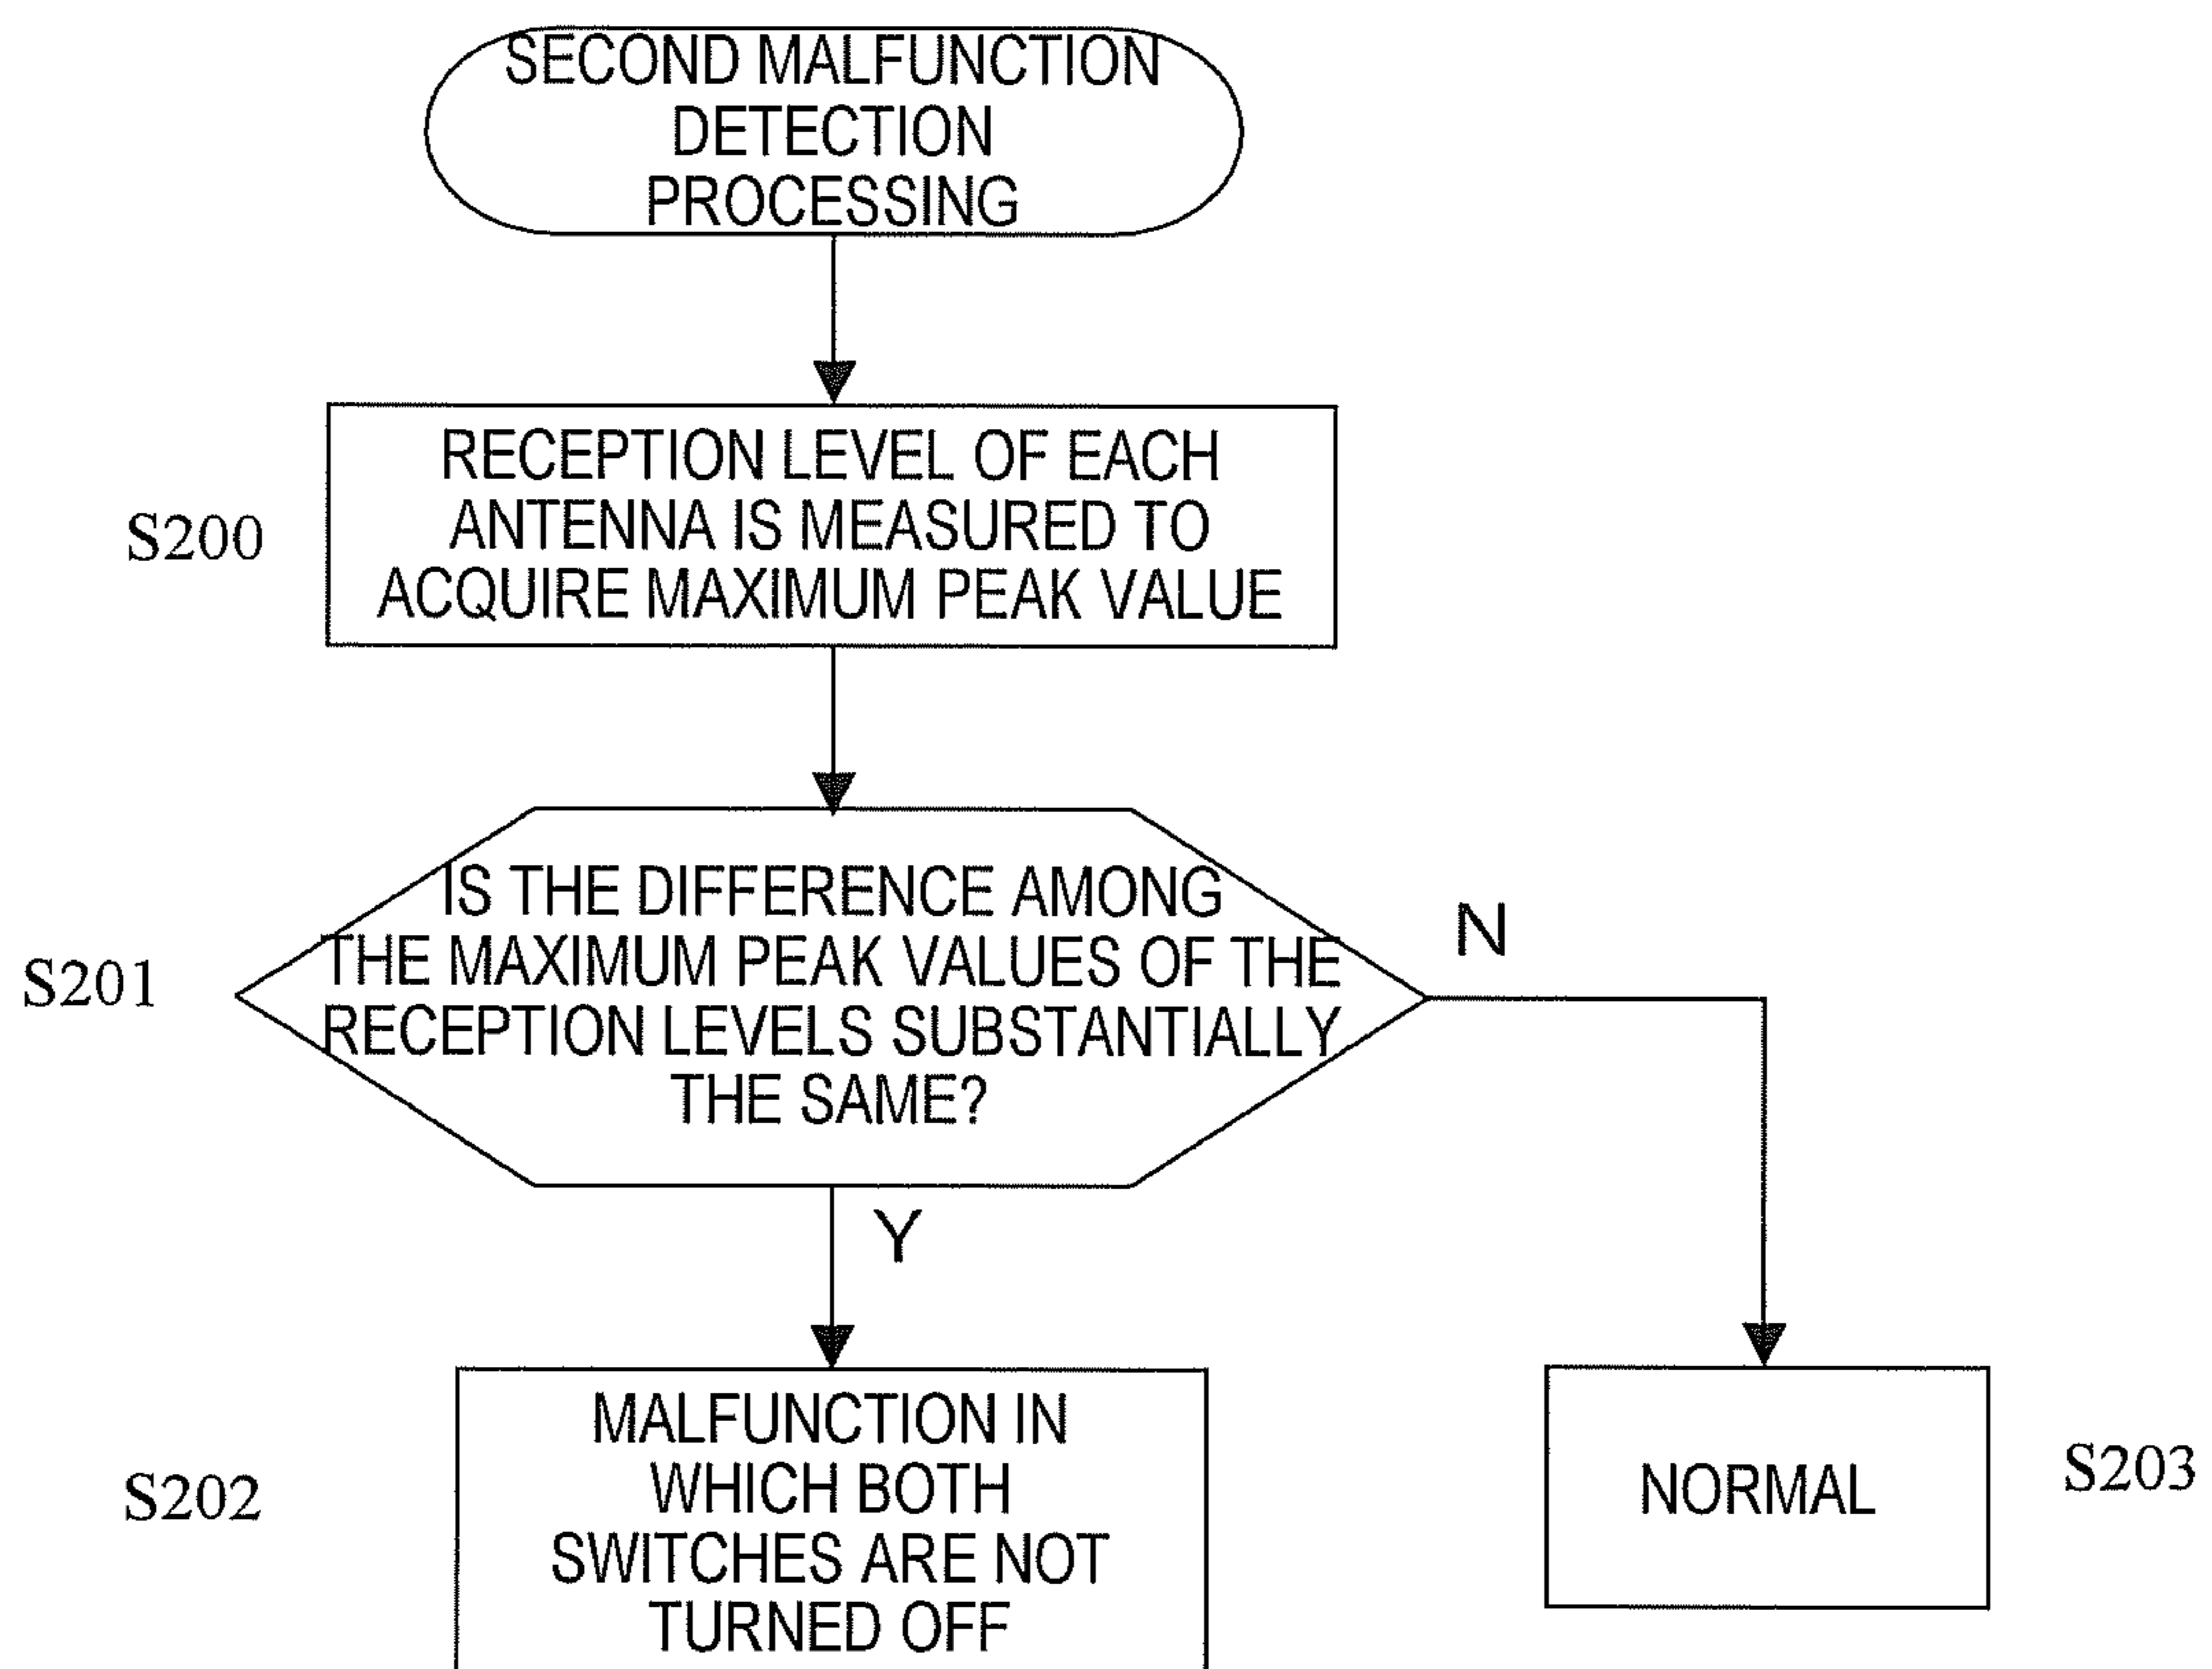 SECOND MALFUNCTION
DETECTION
PROCESSING
S200
RECEPTION LEVEL OF EACH
ANTENNA IS MEASURED TO
ACQUIRE MAXIMUM PEAK VALUE
S201
IS THE DIFFERENCE AMONG
THE MAXIMUM PEAK VALUES OF THE
RECEPTION LEVELS SUBSTANTIALLY
THE SAME?
N
Y
S202
MALFUNCTION IN
WHICH BOTH
SWITCHES ARE NOT
TURNED OFF
NORMAL
S203